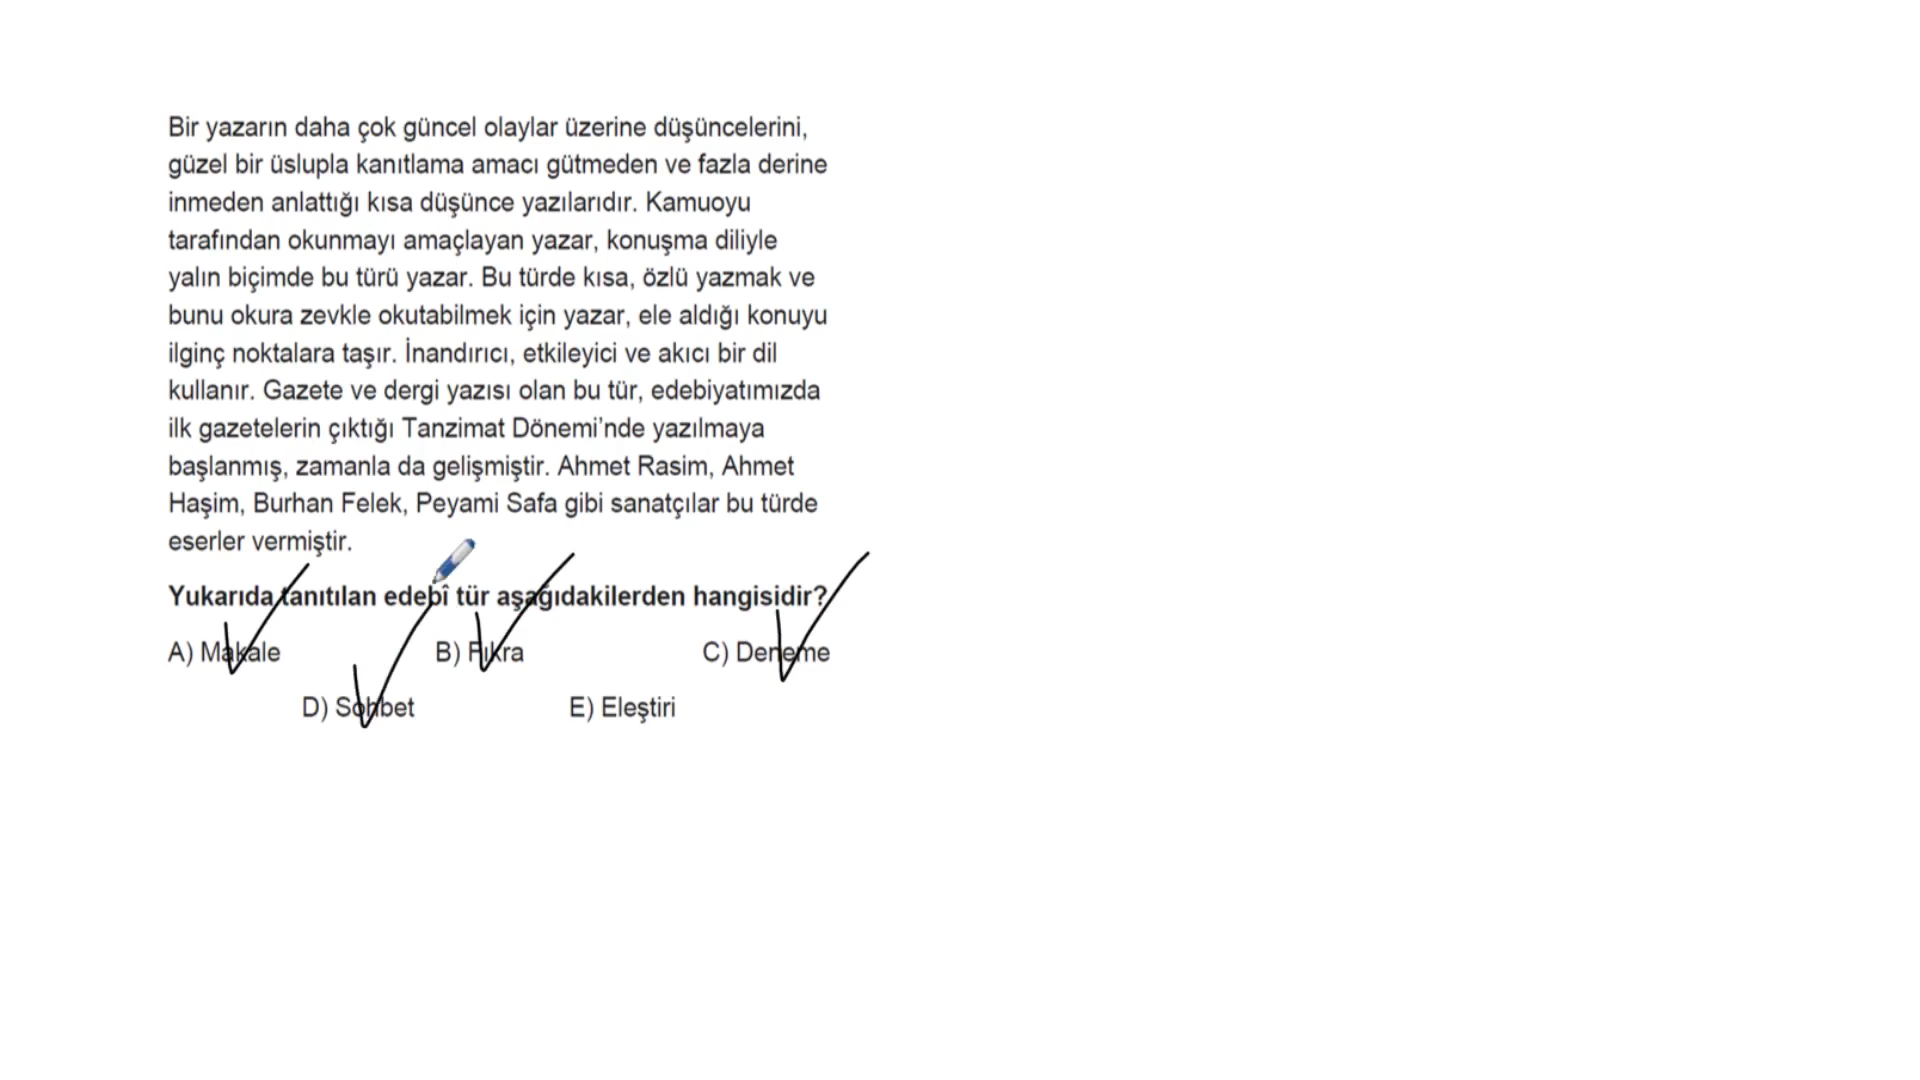 Bir yazarın daha çok güncel olaylar üzerine düşüncelerini,
güzel bir üslupla kanıtlama amacı gütmeden ve fazla derine
inmeden anlattığı kısa düşünce yazılarıdır. Kamuoyu
tarafından okunmayı amaçlayan yazar, konuşma diliyle
yalın biçimde bu türü yazar. Bu türde kısa, özlü yazmak ve
bunu okura zevkle okutabilmek için yazar, ele aldığı konuyu
ilginç noktalara taşır. İnandırıcı, etkileyici ve akıcı bir dil
kullanır. Gazete ve dergi yazısı olan bu tür, edebiyatımızda
ilk gazetelerin çıktığı Tanzimat Dönemi’nde yazılmaya
başlanmış, zamanla da gelişmiştir. Ahmet Rasim, Ahmet
Haşim, Burhan Felek, Peyami Safa gibi sanatçılar bu türde
eserler vermiştir.
Yukarıda tanıtılan edebî tür aşağıdakilerden hangisidir?
A) Makale B) Fıkra C) Deneme
D) Sohbet E) Eleştiri